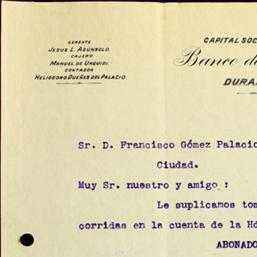 GERENTE
JESUS L. ASÚNSOLO.
CAJERO
MANUEL DE URQUIDI.
CONTADOR
HELIODORO DUEÑES DEL PALACIO.
CAPITAL SOC
Banco d
DURA
Sr. D. Francisco Gómez Palacio
Ciudad.
Muy Sr. nuestro y amigo :
Le suplicamos tom
corridas en la cuenta de la Hd
ABONADO